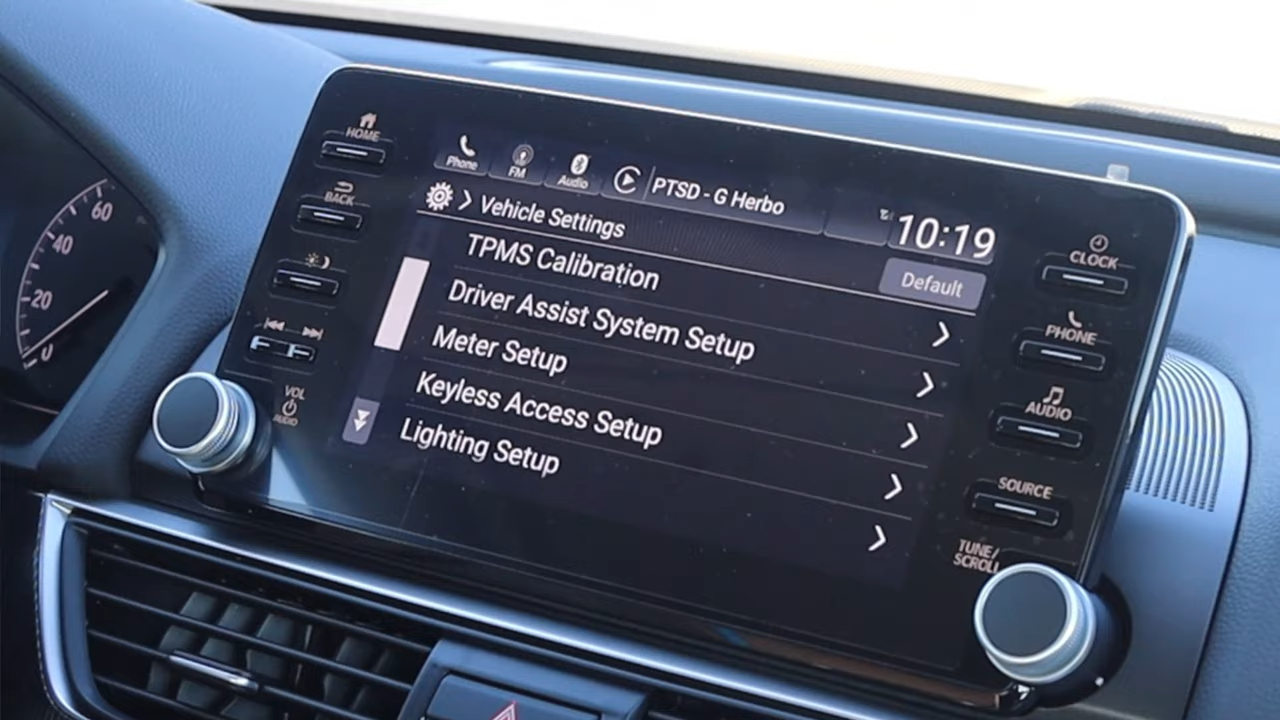 HOME
BACK
VOL
AUDIO
60
40
20
0
Phone
FM
Audio
PTSD - G Herbo
10:19
Vehicle Settings
Default
TPMS Calibration
Driver Assist System Setup
Meter Setup
Keyless Access Setup
Lighting Setup
CLOCK
PHONE
AUDIO
SOURCE
TUNE/
SCROLL